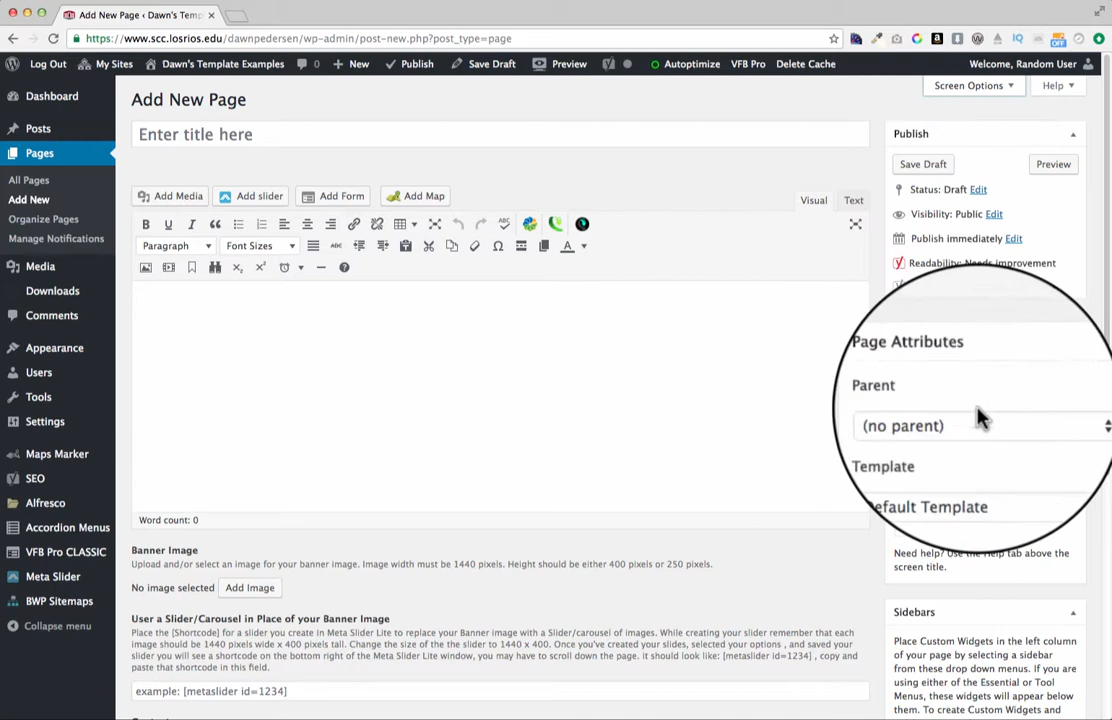 Add New Page ‹ Dawn's Temp
https://www.scc.losrios.edu/dawnpedersen/wp-admin/post-new.php?post_type=page
Log Out My Sites Dawn's Template Examples 0 New Publish Save Draft Preview Autoptimize VFB Pro Delete Cache Welcome, Random User
Screen Options Help
Dashboard
Posts
Pages
All Pages
Add New
Organize Pages
Manage Notifications
Media
Downloads
Comments
Appearance
Users
Tools
Settings
Maps Marker
SEO
Alfresco
Accordion Menus
VFB Pro CLASSIC
Meta Slider
BWP Sitemaps
Collapse menu
Add New Page
Enter title here
Add Media Add slider Add Form Add Map
Visual Text
Paragraph Font Sizes
Word count: 0
Banner Image
Upload and/or select an image for your banner image. Image width must be 1440 pixels. Height should be either 400 pixels or 250 pixels.
No image selected Add Image
User a Slider/Carousel in Place of your Banner Image
Place the [Shortcode] for a slider you create in Meta Slider Lite to replace your Banner image with a Slider/carousel of images. While creating your slider remember that each
image should be 1440 pixels wide x 400 pixels tall. Change the size of the the slider to 1440 x 400. Once you've created your slides, selected your options , and saved your
slider you will see a shortcode on the bottom right of the Meta Slider Lite window, you may have to scroll down the page. it should look like: [metaslider id=1234] , copy and
paste that shortcode in this field.
example: [metaslider id=1234]
Publish
Save Draft Preview
Status: Draft Edit
Visibility: Public Edit
Publish immediately Edit
Readability: Needs improvement
Page Attributes
Parent
(no parent)
Template
Default Template
Need help? Use the Help tab above the
screen title.
Sidebars
Place Custom Widgets in the left column
of your page by selecting a sidebar
from these drop down menus. If you are
using either of the Essential or Tool
Menus, these widgets will appear below
them. To create Custom Widgets and